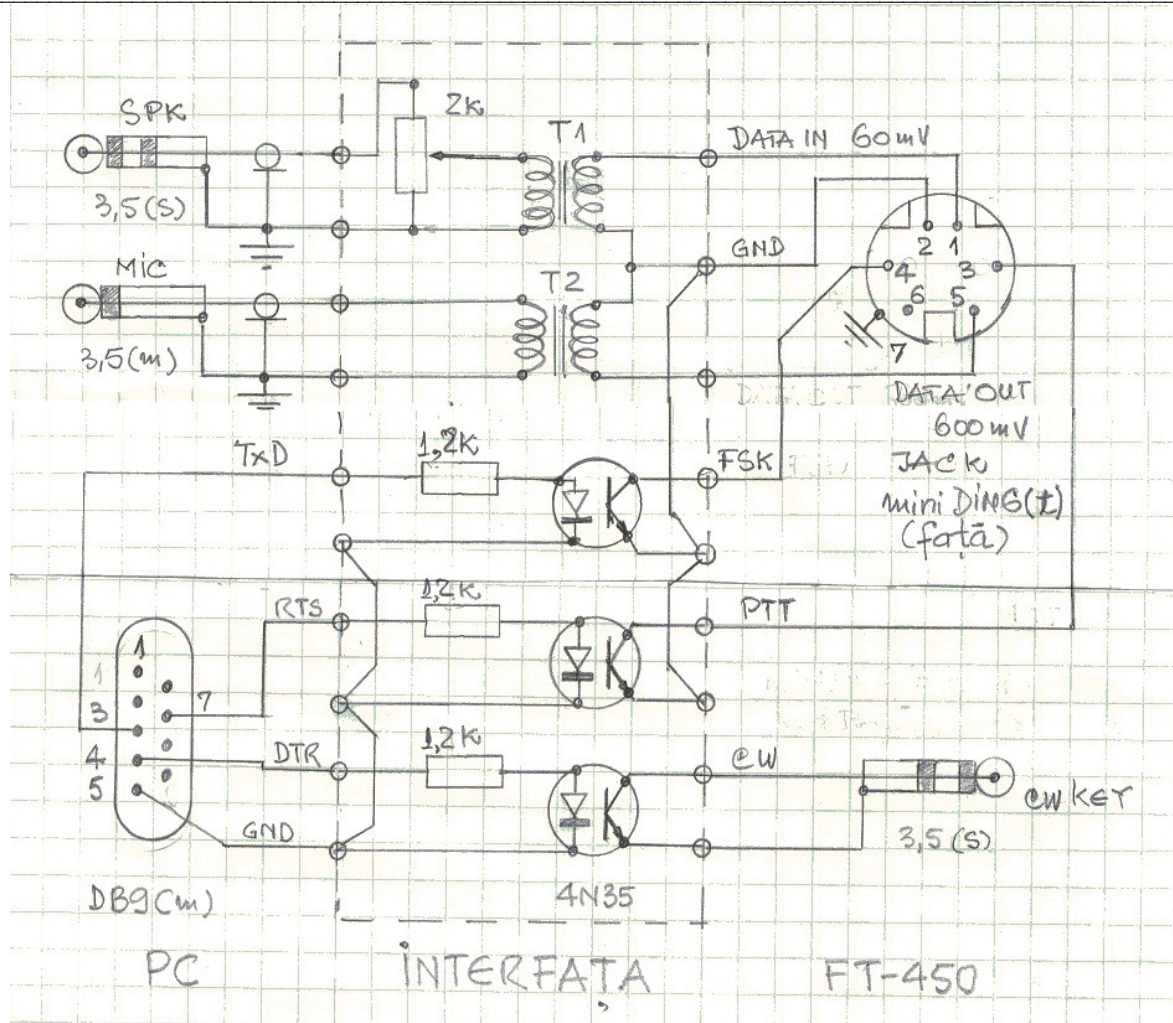 SPK
2K
T1
DATA IN 60mV
3,5(S)
GND
2 1
4 3
6 5
7
MiC
T2
3,5(m)
DATA OUT
600mV
JACK
mini DIN6(t)
(față)
TxD
1,2K
FSK
RTS
1,2K
PTT
1
1
3
7
4
5
DTR
1,2K
CW
CW KEY
3,5(S)
GND
4N35
DB9(m)
PC
INTERFAȚA
FT-450